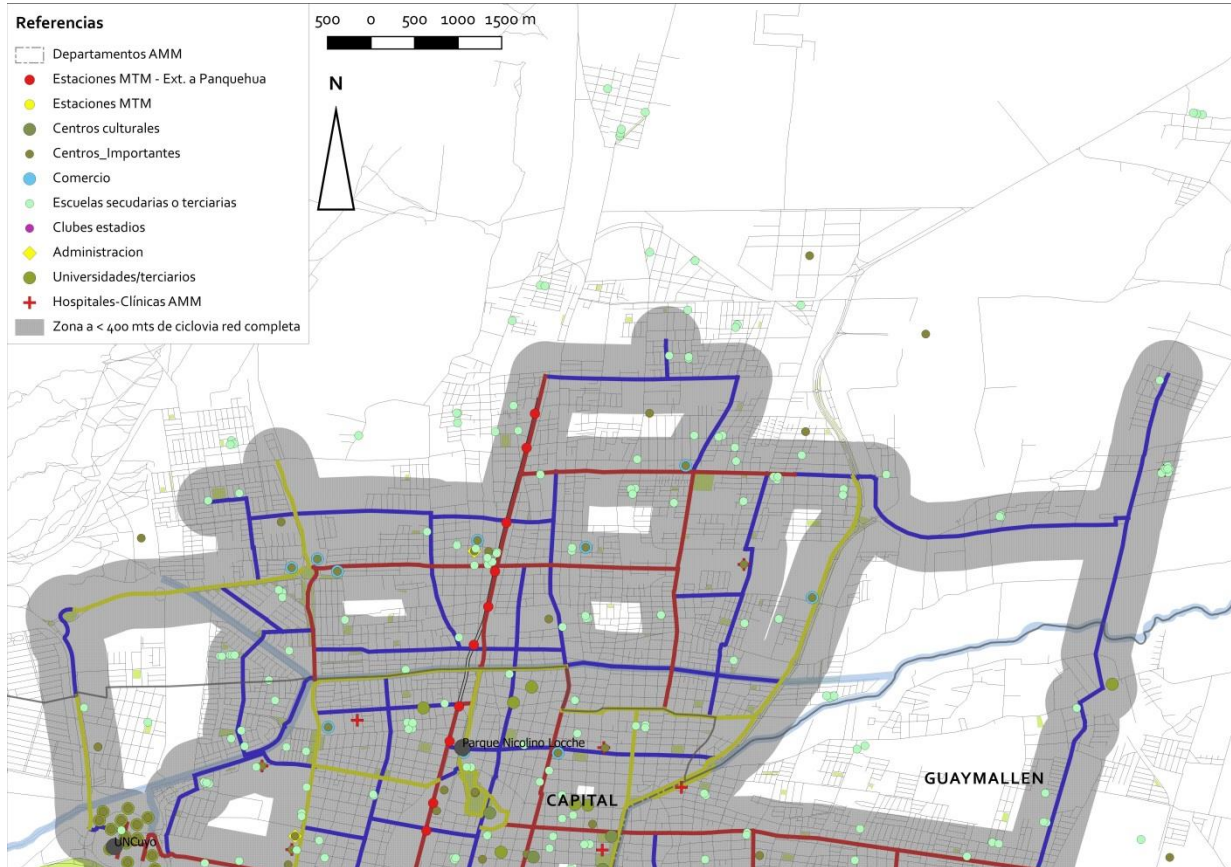 Referencias
Departamentos AMM
Estaciones MTM - Ext. a Panquehua
Estaciones MTM
Centros culturales
Centros_Importantes
Comercio
Escuelas secudarias o terciarias
Clubes estadios
Administracion
Universidades/terciarios
Hospitales-Clínicas AMM
Zona a < 400 mts de ciclovia red completa
500 0 500 1000 1500 m
N
Parque Nicolino Locche
GUAYMALLEN
CAPITAL
UNCuyo